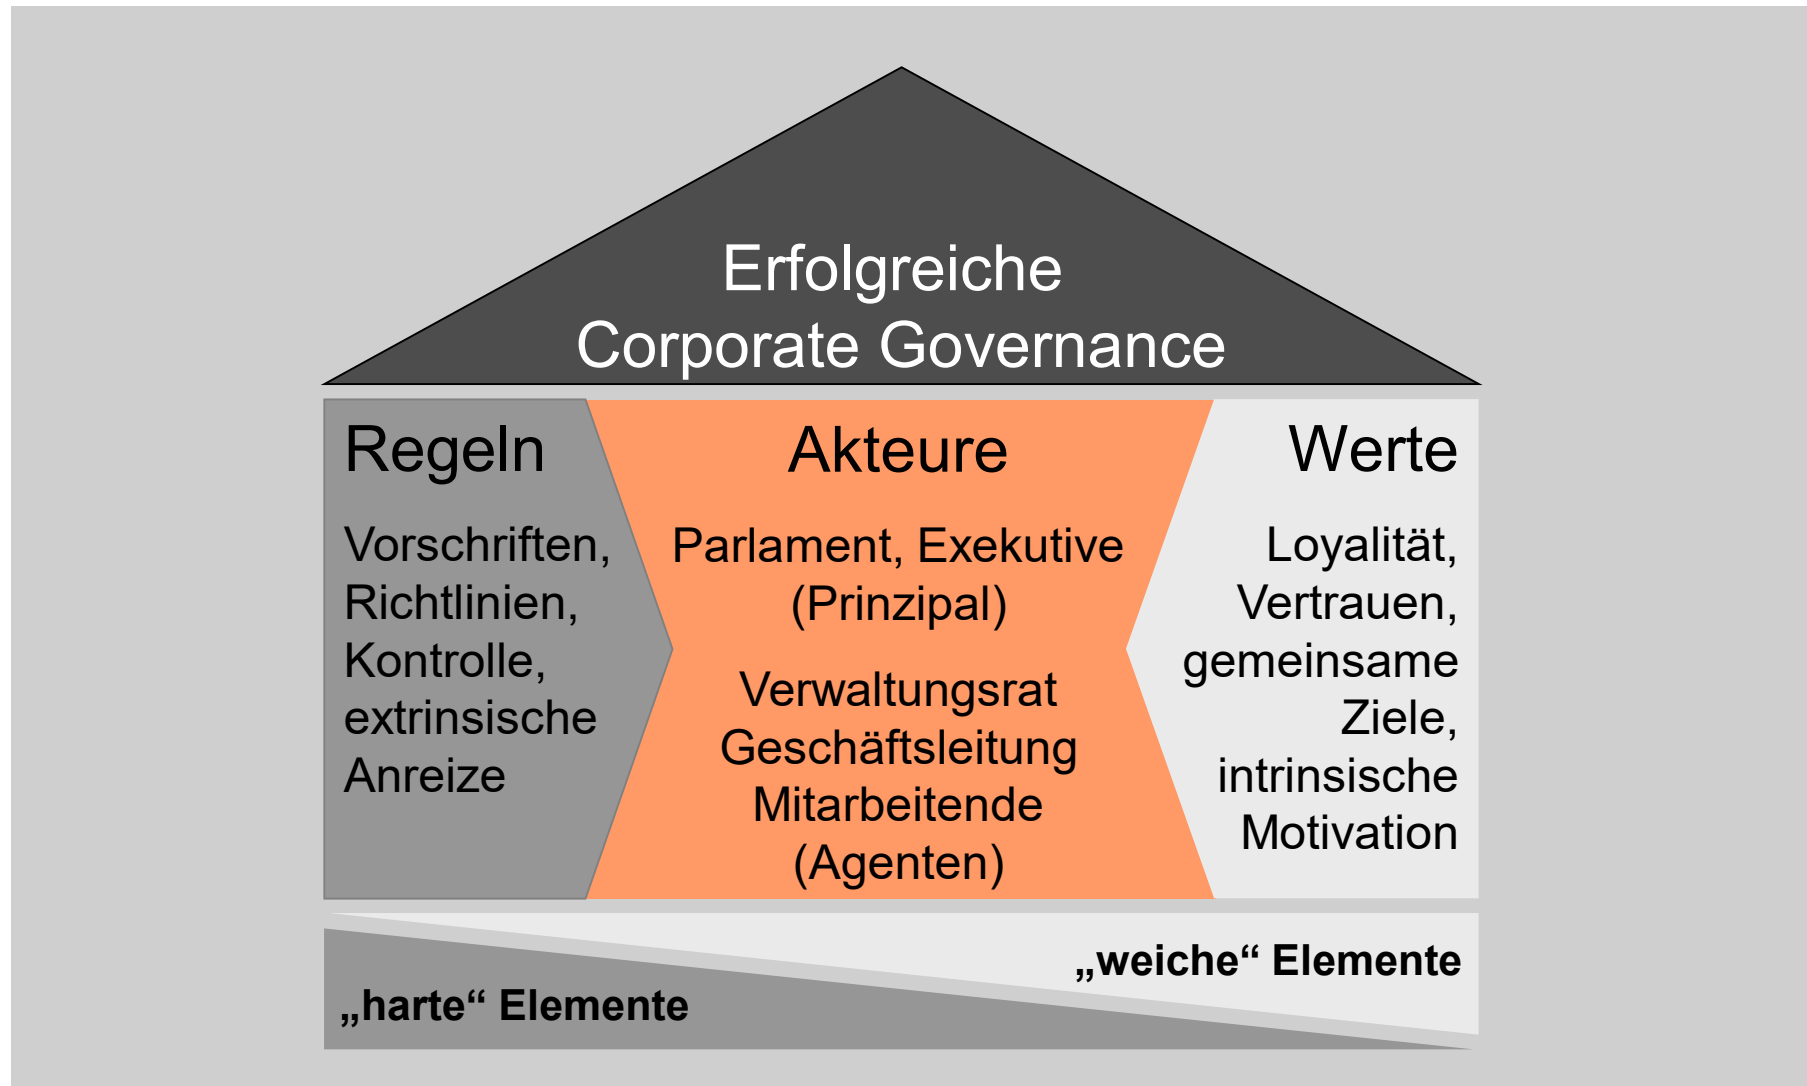 Erfolgreiche
Corporate Governance
Regeln
Vorschriften,
Richtlinien,
Kontrolle,
extrinsische
Anreize
Akteure
Parlament, Exekutive
(Prinzipal)
Verwaltungsrat
Geschäftsleitung
Mitarbeitende
(Agenten)
Werte
Loyalität,
Vertrauen,
gemeinsame
Ziele,
intrinsische
Motivation
„weiche“ Elemente
„harte“ Elemente